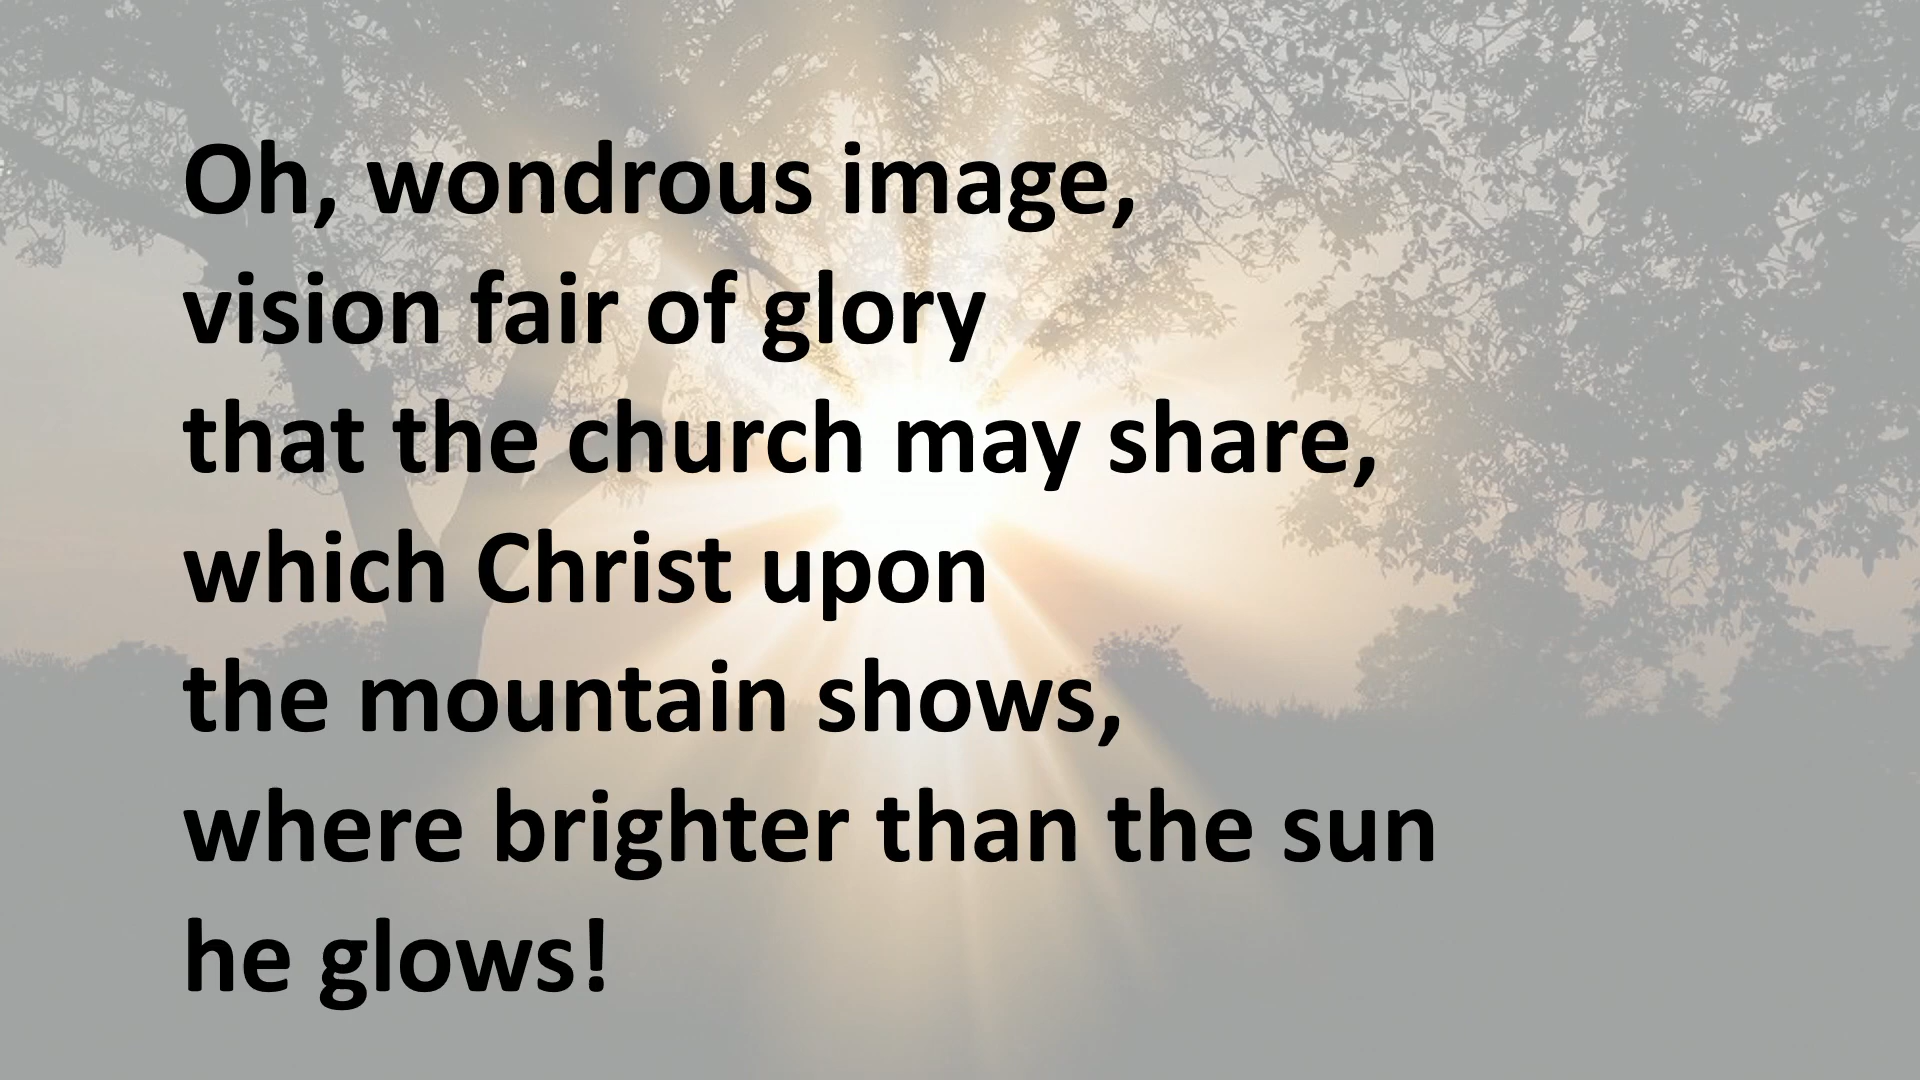 Oh, wondrous image,
vision fair of glory
that the church may share,
which Christ upon
the mountain shows,
where brighter than the sun
he glows!